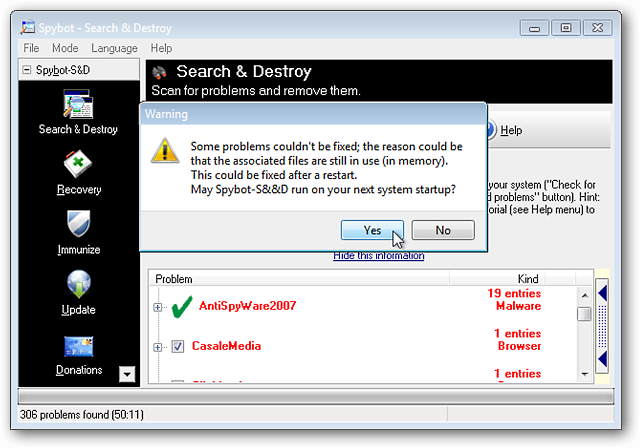 Spybot - Search & Destroy
File Mode Language Help
Spybot-S&D
Search & Destroy
Recovery
Immunize
Update
Donations
Search & Destroy
Scan for problems and remove them.
Help
Warning
Some problems couldn't be fixed; the reason could be
that the associated files are still in use (in memory).
This could be fixed after a restart.
May Spybot-S&&D run on your next system startup?
Yes No
your system ("Check for
d problems" button). Hint:
orial (see Help menu) to
Hide this information
Problem Kind
AntiSpyWare2007 19 entries
Malware
CasaleMedia 1 entries
Browser
1 entries
306 problems found (50:11)